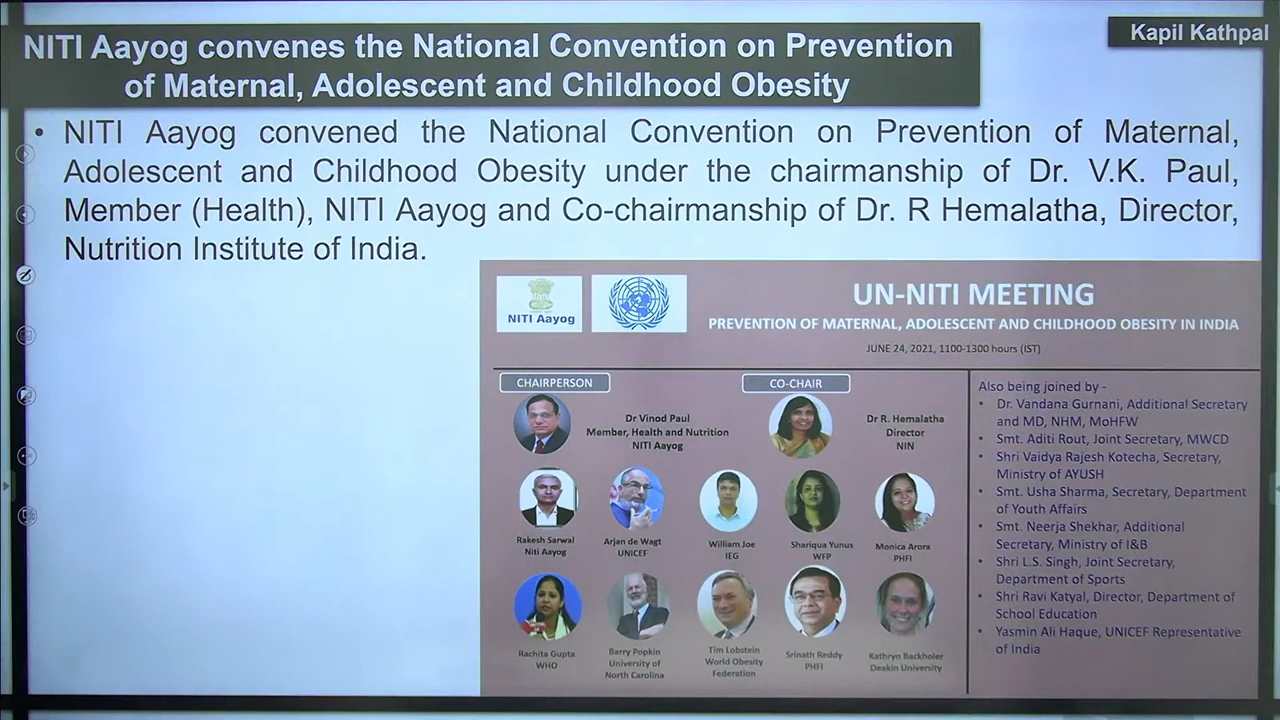 NITI Aayog convenes the National Convention on Prevention
of Maternal, Adolescent and Childhood Obesity
Kapil Kathpal
• NITI Aayog convened the National Convention on Prevention of Maternal,
Adolescent and Childhood Obesity under the chairmanship of Dr. V.K. Paul,
Member (Health), NITI Aayog and Co-chairmanship of Dr. R Hemalatha, Director,
Nutrition Institute of India.
NITI Aayog
UN-NITI MEETING
PREVENTION OF MATERNAL, ADOLESCENT AND CHILDHOOD OBESITY IN INDIA
JUNE 24, 2021, 1100-1300 hours (IST)
CHAIRPERSON
Dr Vinod Paul
Member, Health and Nutrition
NITI Aayog
CO-CHAIR
Dr R. Hemalatha
Director
NIN
Rakesh Sarwal
Niti Aayog
Arjan de Wagt
UNICEF
William Joe
IEG
Shariqua Yunus
WFP
Monica Arora
PHFI
Rachita Gupta
WHO
Barry Popkin
University of
North Carolina
Tim Lobstein
World Obesity
Federation
Srinath Reddy
PHFI
Kathryn Backholer
Deakin University
Also being joined by -
• Dr. Vandana Gurnani, Additional Secretary
and MD, NHM, MoHFW
• Smt. Aditi Rout, Joint Secretary, MWCD
• Shri Vaidya Rajesh Kotecha, Secretary,
Ministry of AYUSH
• Smt. Usha Sharma, Secretary, Department
of Youth Affairs
• Smt. Neerja Shekhar, Additional
Secretary, Ministry of I&B
• Shri L.S. Singh, Joint Secretary,
Department of Sports
• Shri Ravi Katyal, Director, Department of
School Education
• Yasmin Ali Haque, UNICEF Representative
of India